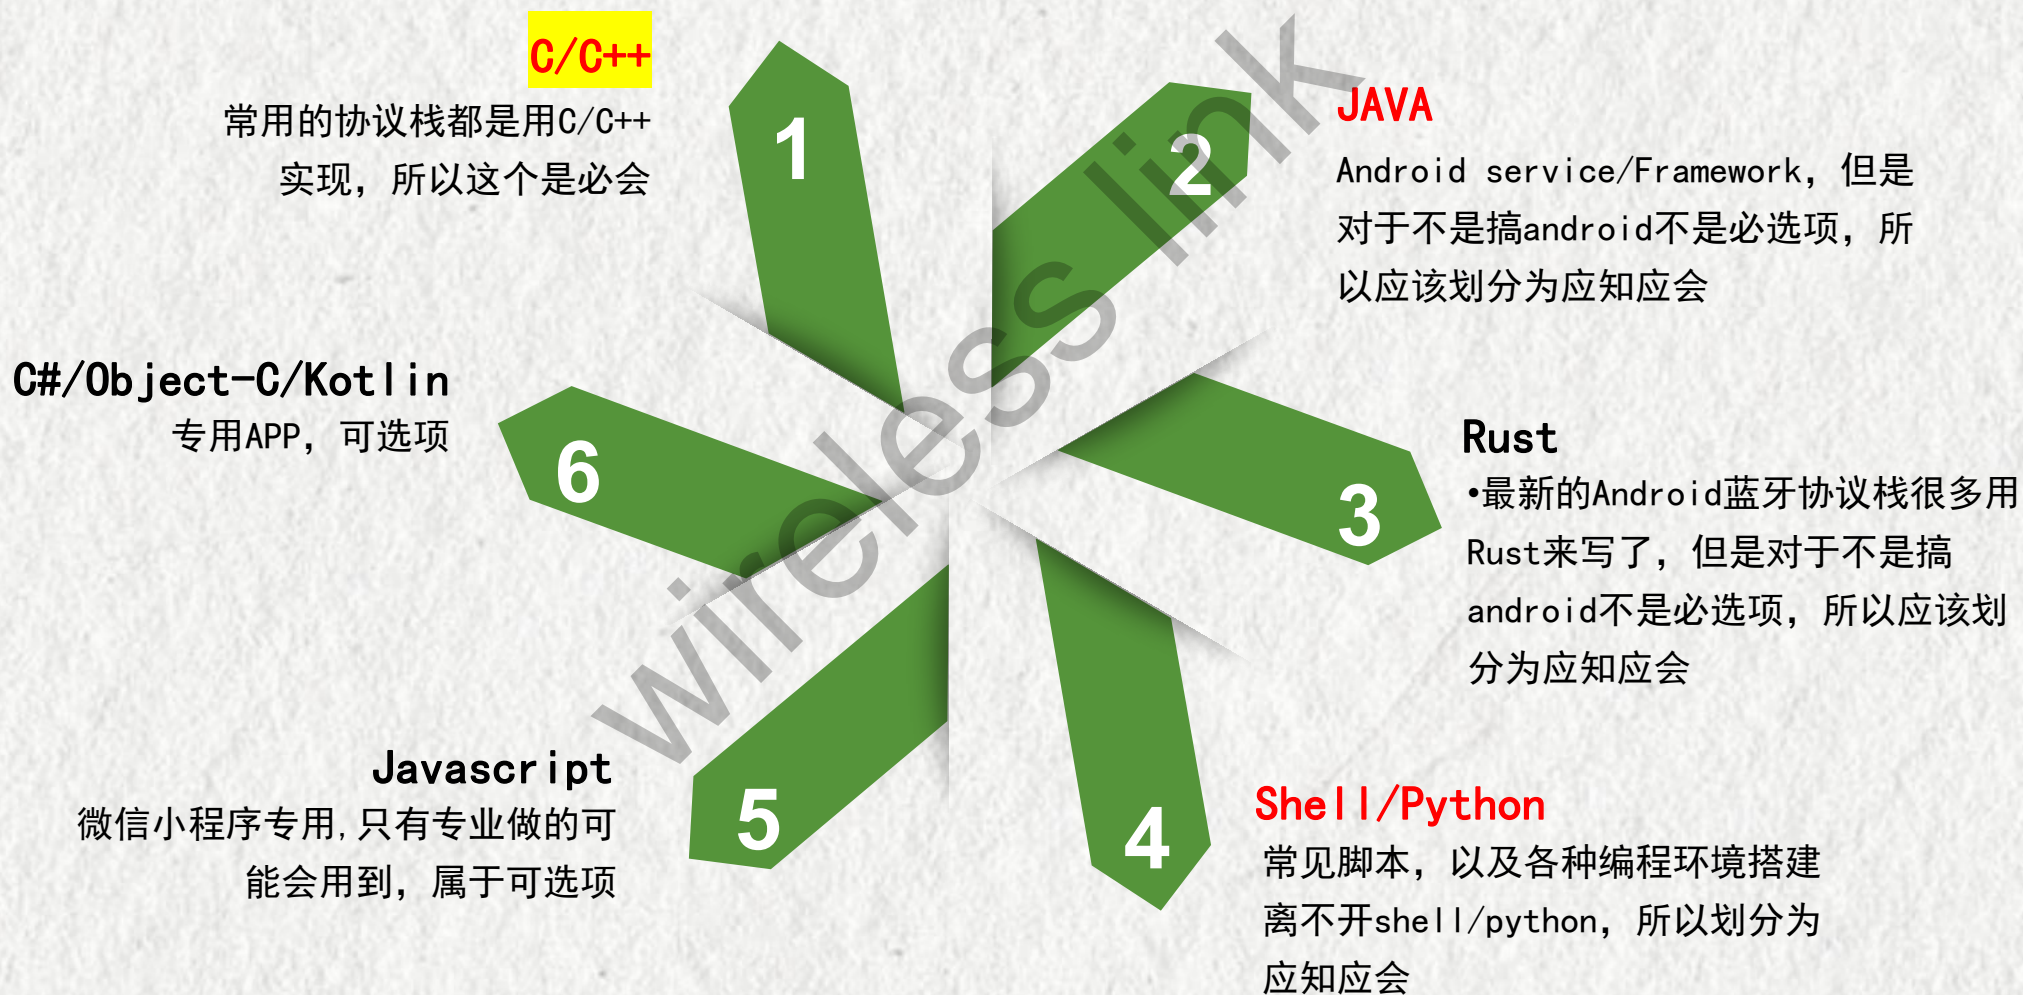 C/C++
常用的协议栈都是用C/C++
实现，所以这个是必会
1
2
JAVA
Android service/Framework，但是
对于不是搞android不是必选项，所
以应该划分为应知应会
3
Rust
•最新的Android蓝牙协议栈很多用
Rust来写了，但是对于不是搞
android不是必选项，所以应该划
分为应知应会
4
Shell/Python
常见脚本，以及各种编程环境搭建
离不开shell/python，所以划分为
应知应会
5
Javascript
微信小程序专用,只有专业做的可
能会用到，属于可选项
6
C#/Object-C/Kotlin
专用APP，可选项
wireless link